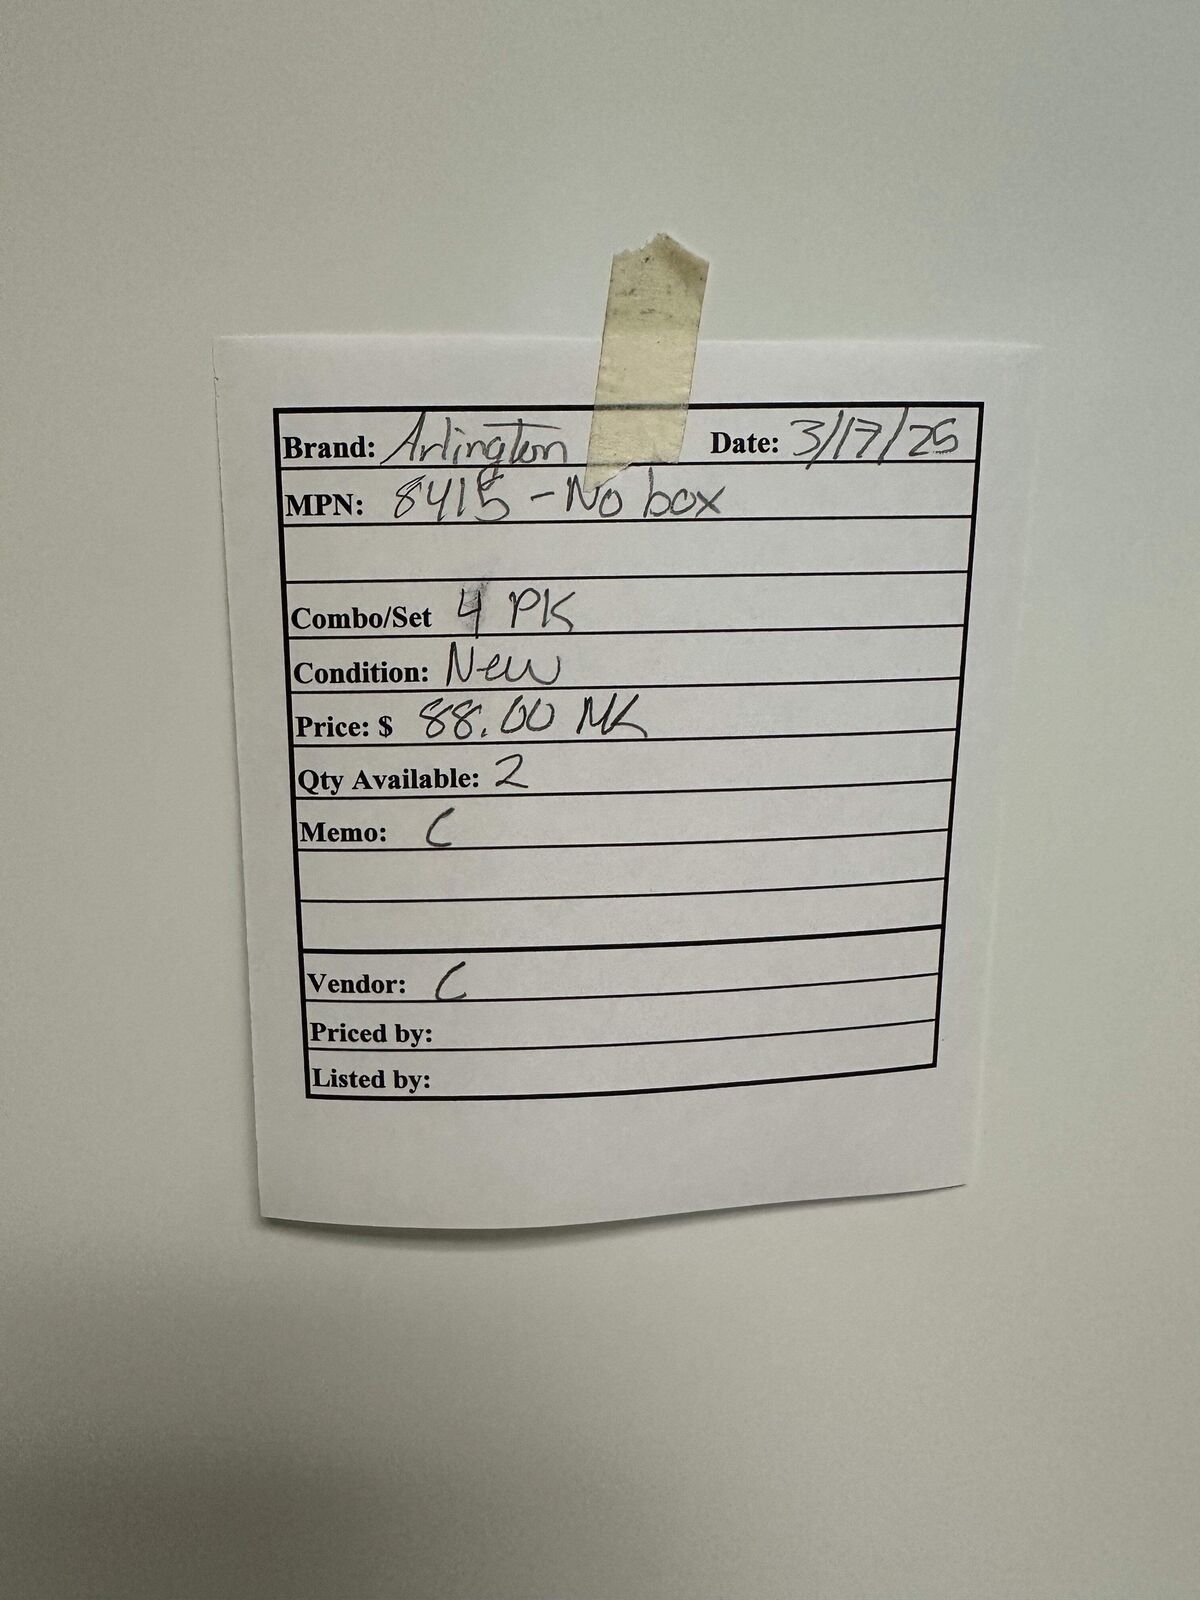 Brand: Arlington Date: 3/17/25
MPN: 8415 - No box
Combo/Set 4 PK
Condition: New
Price: $ 88.00 MK
Qty Available: 2
Memo: C
Vendor: C
Priced by:
Listed by: